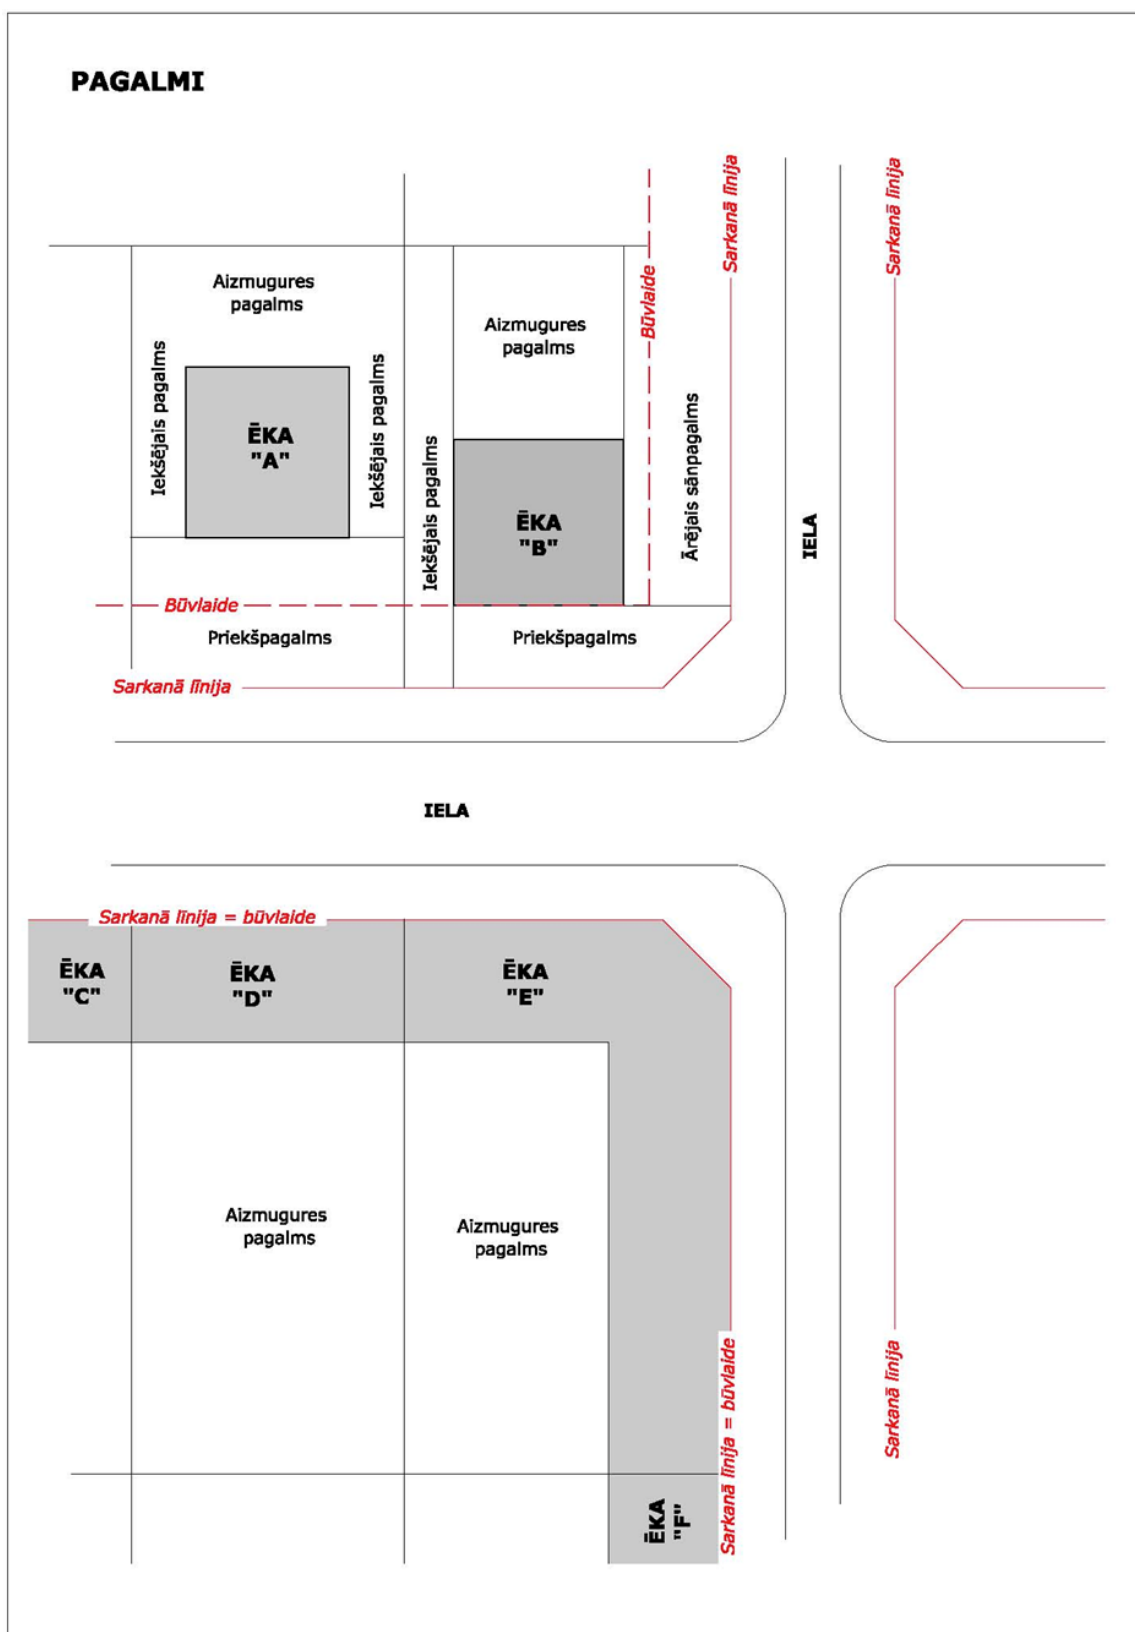 PAGALMI
Sarkanā līnija
Sarkanā līnija
Būvlaide
Aizmugures
pagalms
Aizmugures
pagalms
Iekšējais pagalms
Iekšējais pagalms
Iekšējais pagalms
Ārējais sānpagalms
ĒKA
"A"
ĒKA
"B"
IELA
Būvlaide
Priekšpagalms
Priekšpagalms
Sarkanā līnija
IELA
Sarkanā līnija = būvlaide
ĒKA
"C"
ĒKA
"D"
ĒKA
"E"
Aizmugures
pagalms
Aizmugures
pagalms
Sarkanā līnija = būvlaide
Sarkanā līnija
ĒKA
"F"